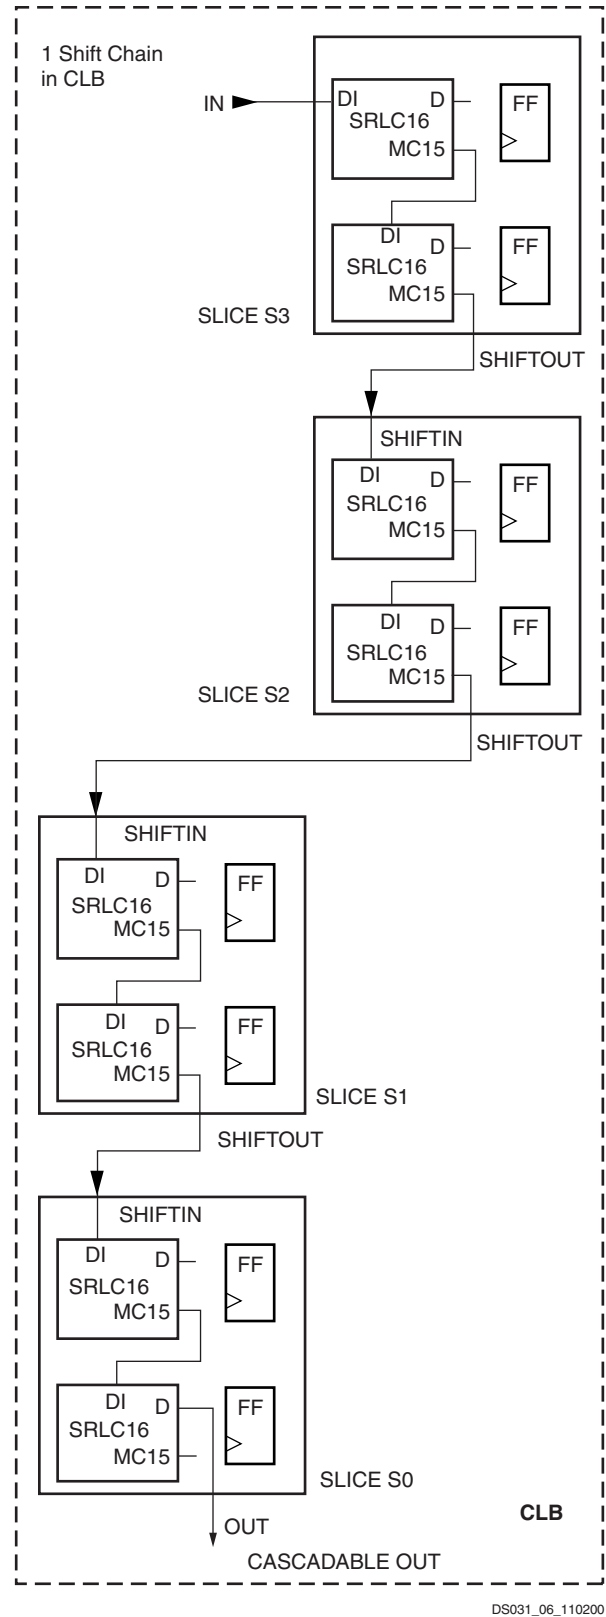 1 Shift Chain
in CLB
IN
DI
D
SRLC16
MC15
FF
DI
D
SRLC16
MC15
FF
SLICE S3
SHIFTOUT
SHIFTIN
DI
D
SRLC16
MC15
FF
DI
D
SRLC16
MC15
FF
SLICE S2
SHIFTOUT
SHIFTIN
DI
D
SRLC16
MC15
FF
DI
D
SRLC16
MC15
FF
SLICE S1
SHIFTOUT
SHIFTIN
DI
D
SRLC16
MC15
FF
DI
D
SRLC16
MC15
FF
SLICE S0
OUT
CLB
CASCADABLE OUT
DS031_06_110200